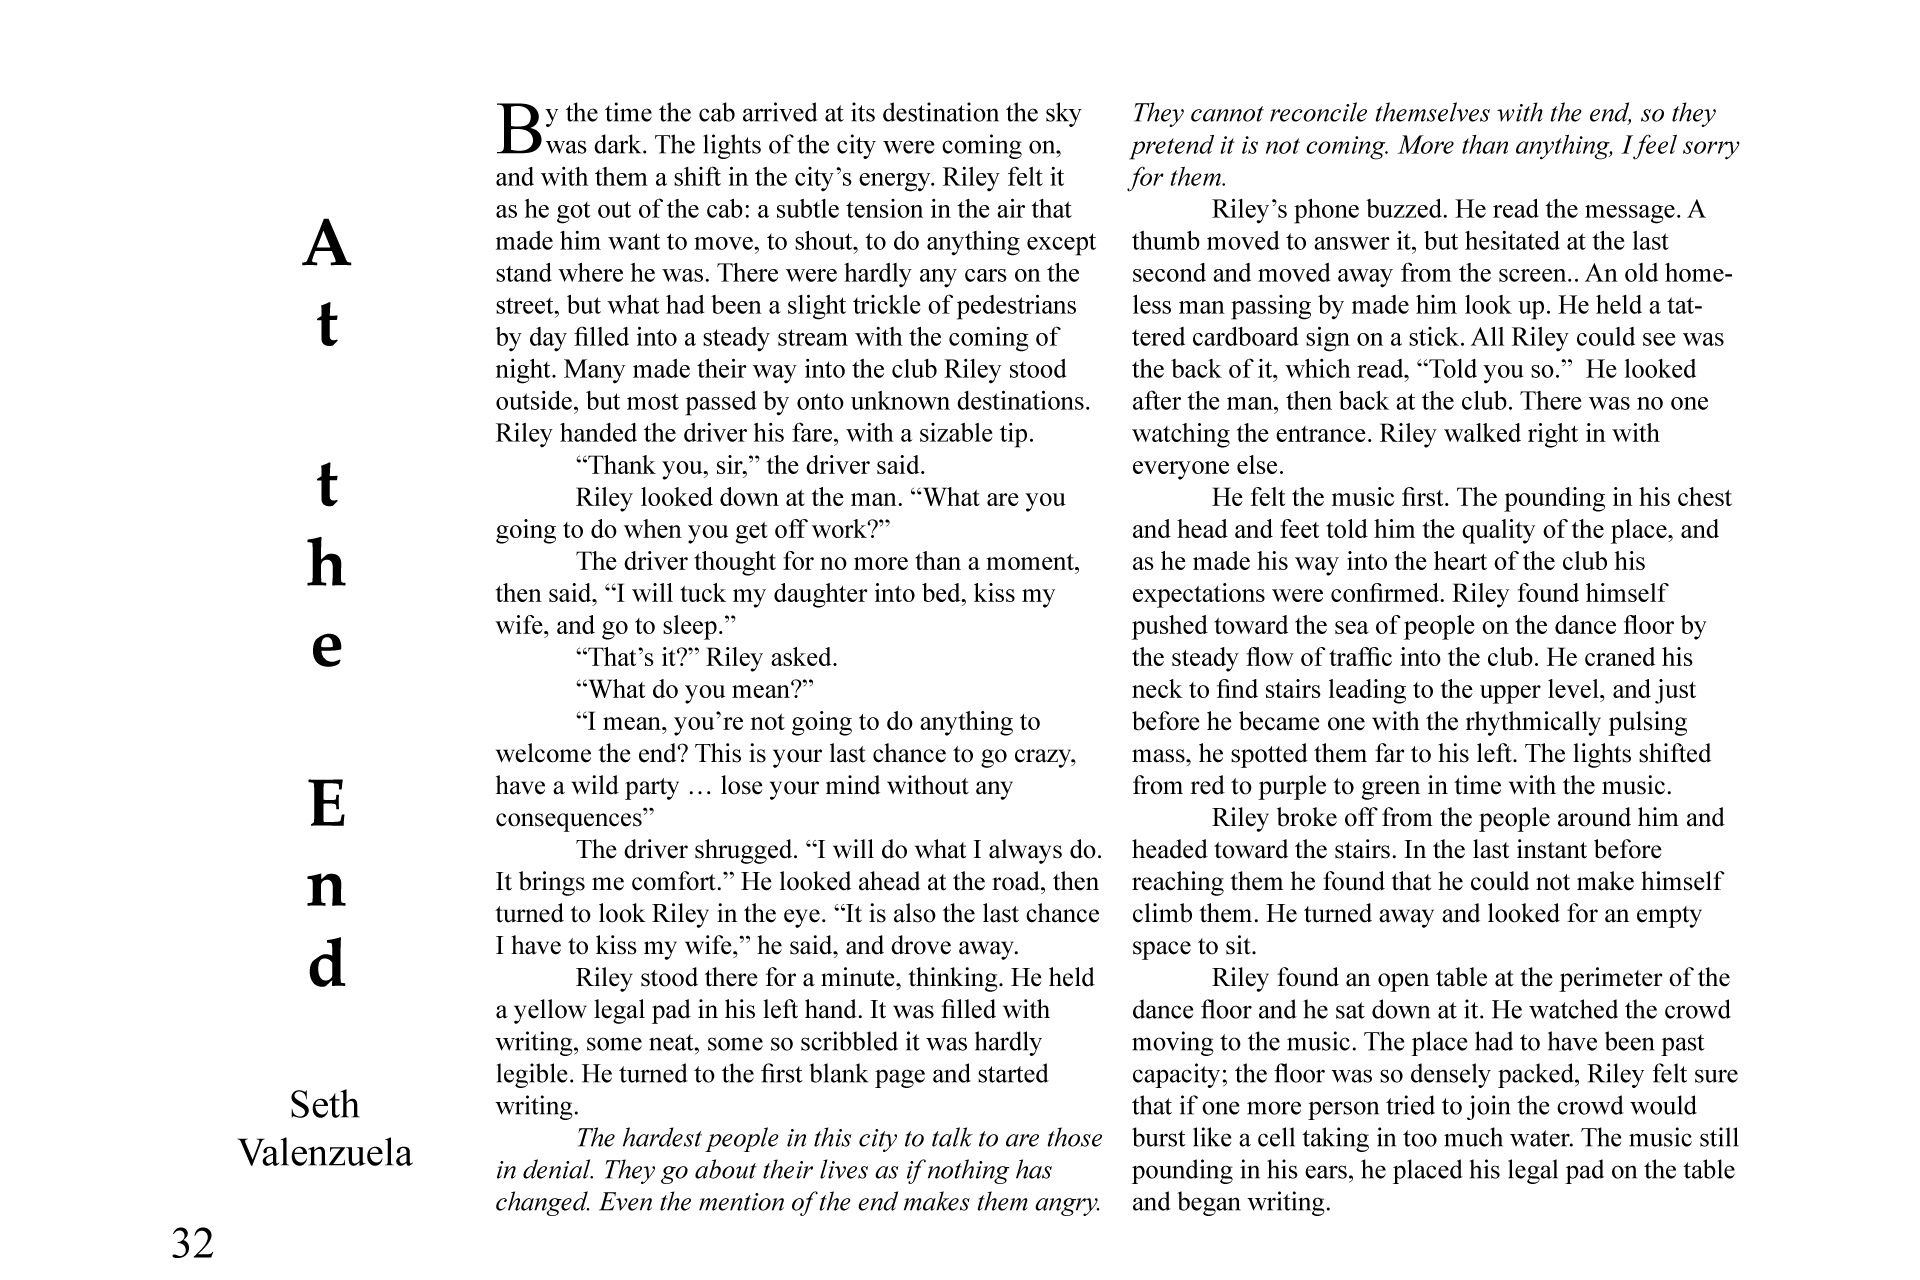 At the End
Seth
Valenzuela
32
By the time the cab arrived at its destination the sky
was dark. The lights of the city were coming on,
and with them a shift in the city’s energy. Riley felt it
as he got out of the cab: a subtle tension in the air that
made him want to move, to shout, to do anything except
stand where he was. There were hardly any cars on the
street, but what had been a slight trickle of pedestrians
by day filled into a steady stream with the coming of
night. Many made their way into the club Riley stood
outside, but most passed by onto unknown destinations.
Riley handed the driver his fare, with a sizable tip.
“Thank you, sir,” the driver said.
Riley looked down at the man. “What are you
going to do when you get off work?”
The driver thought for no more than a moment,
then said, “I will tuck my daughter into bed, kiss my
wife, and go to sleep.”
“That’s it?” Riley asked.
“What do you mean?”
“I mean, you’re not going to do anything to
welcome the end? This is your last chance to go crazy,
have a wild party … lose your mind without any
consequences”
The driver shrugged. “I will do what I always do.
It brings me comfort.” He looked ahead at the road, then
turned to look Riley in the eye. “It is also the last chance
I have to kiss my wife,” he said, and drove away.
Riley stood there for a minute, thinking. He held
a yellow legal pad in his left hand. It was filled with
writing, some neat, some so scribbled it was hardly
legible. He turned to the first blank page and started
writing.
The hardest people in this city to talk to are those
in denial. They go about their lives as if nothing has
changed. Even the mention of the end makes them angry.
They cannot reconcile themselves with the end, so they
pretend it is not coming. More than anything, I feel sorry
for them.
Riley’s phone buzzed. He read the message. A
thumb moved to answer it, but hesitated at the last
second and moved away from the screen.. An old home-
less man passing by made him look up. He held a tat-
tered cardboard sign on a stick. All Riley could see was
the back of it, which read, “Told you so.”  He looked
after the man, then back at the club. There was no one
watching the entrance. Riley walked right in with
everyone else.
He felt the music first. The pounding in his chest
and head and feet told him the quality of the place, and
as he made his way into the heart of the club his
expectations were confirmed. Riley found himself
pushed toward the sea of people on the dance floor by
the steady flow of traffic into the club. He craned his
neck to find stairs leading to the upper level, and just
before he became one with the rhythmically pulsing
mass, he spotted them far to his left. The lights shifted
from red to purple to green in time with the music.
Riley broke off from the people around him and
headed toward the stairs. In the last instant before
reaching them he found that he could not make himself
climb them. He turned away and looked for an empty
space to sit.
Riley found an open table at the perimeter of the
dance floor and he sat down at it. He watched the crowd
moving to the music. The place had to have been past
capacity; the floor was so densely packed, Riley felt sure
that if one more person tried to join the crowd would
burst like a cell taking in too much water. The music still
pounding in his ears, he placed his legal pad on the table
and began writing.